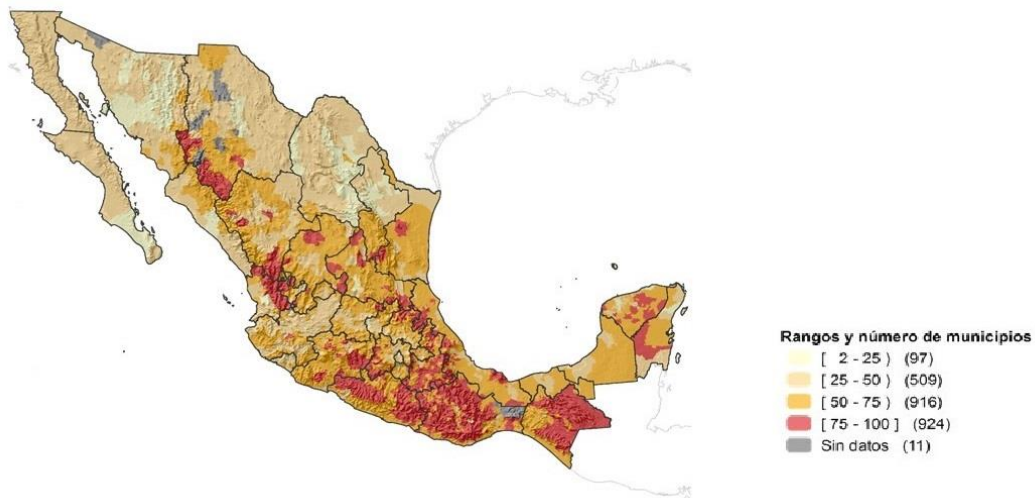 Rangos y número de municipios
[ 2 - 25 ) (97)
[ 25 - 50 ) (509)
[ 50 - 75 ) (916)
[ 75 - 100 ] (924)
Sin datos (11)